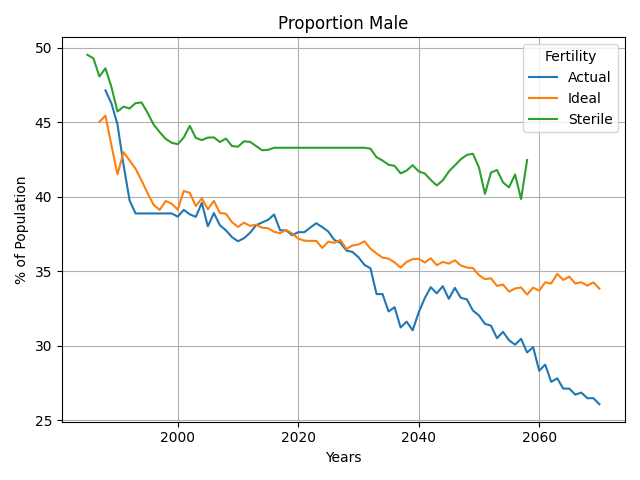 Proportion Male
Fertility
Actual
Ideal
Sterile
% of Population
50
45
40
35
30
25
2000 2020 2040 2060
Years